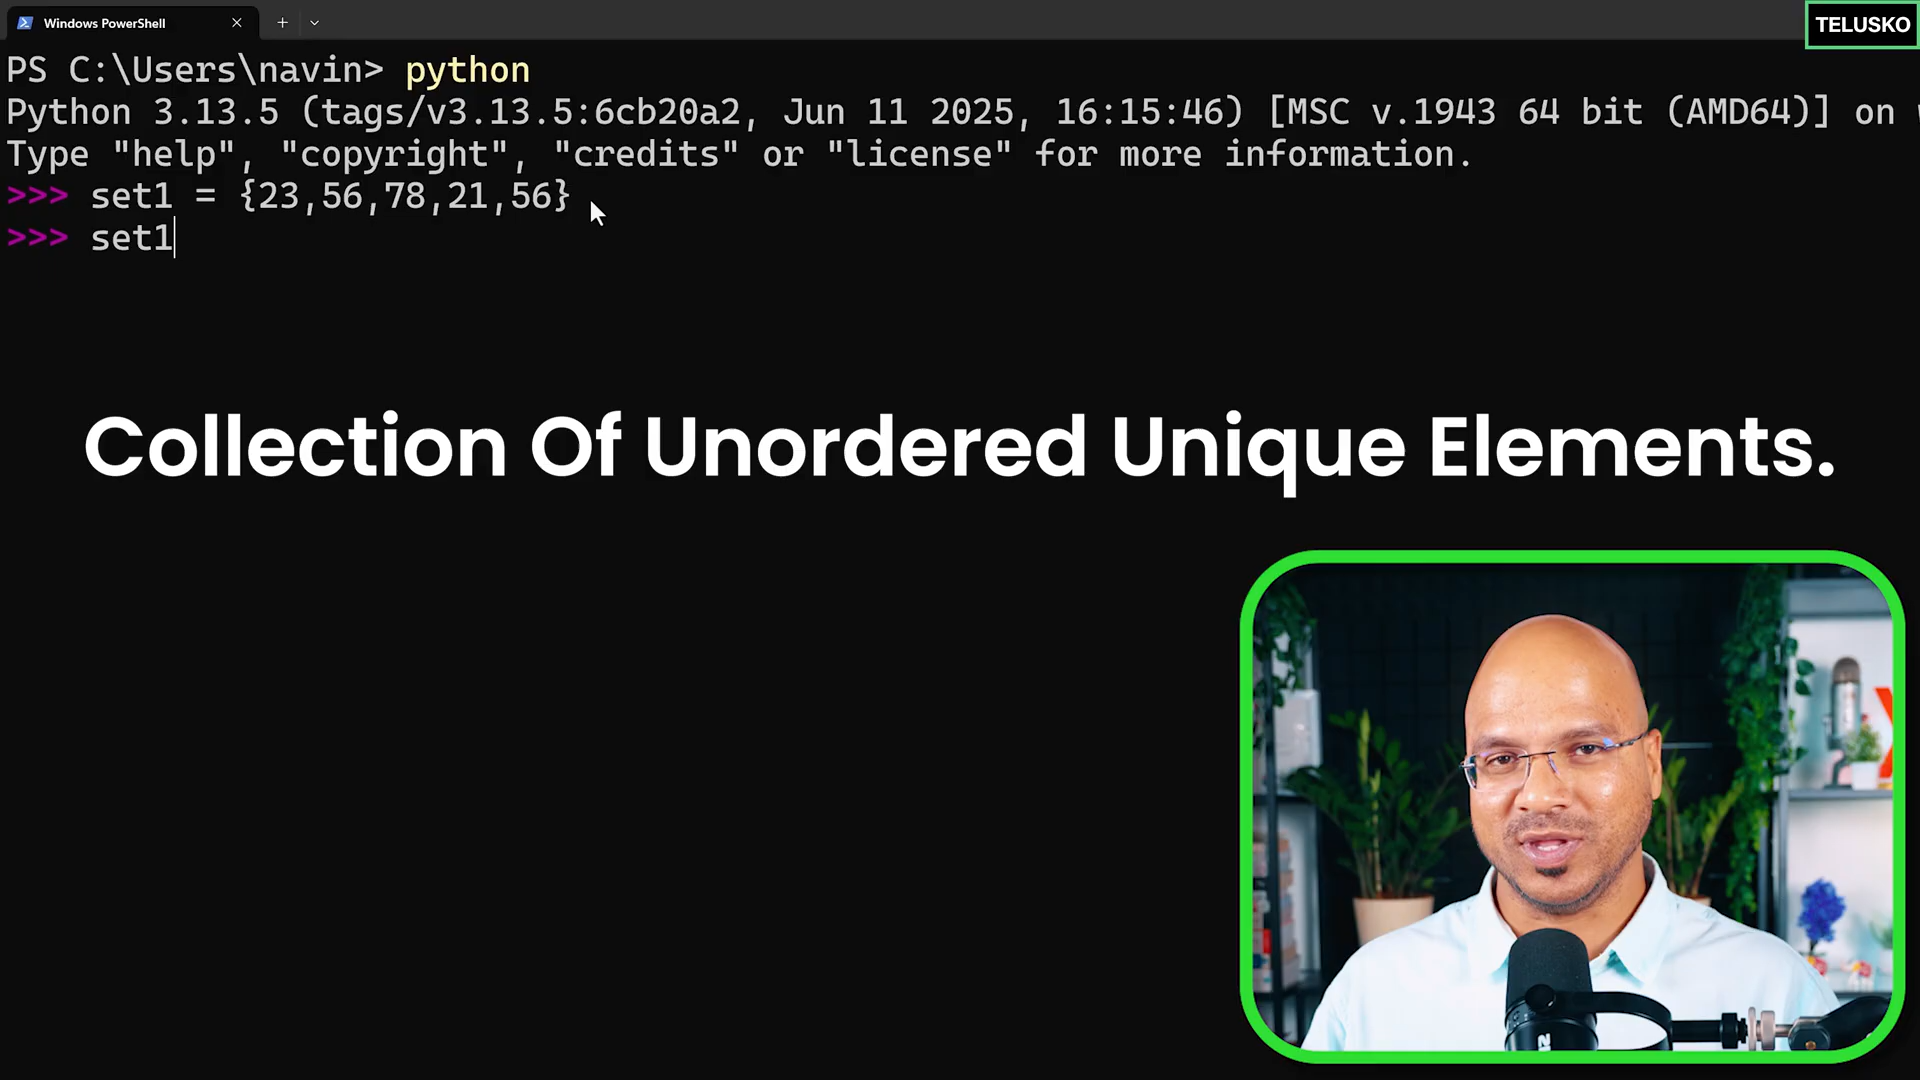 Windows PowerShell
TELUSKO
PS C:\Users\navin> python
Python 3.13.5 (tags/v3.13.5:6cb20a2, Jun 11 2025, 16:15:46) [MSC v.1943 64 bit (AMD64)] on
Type "help", "copyright", "credits" or "license" for more information.
>>> set1 = {23,56,78,21,56}
>>> set1
Collection Of Unordered Unique Elements.